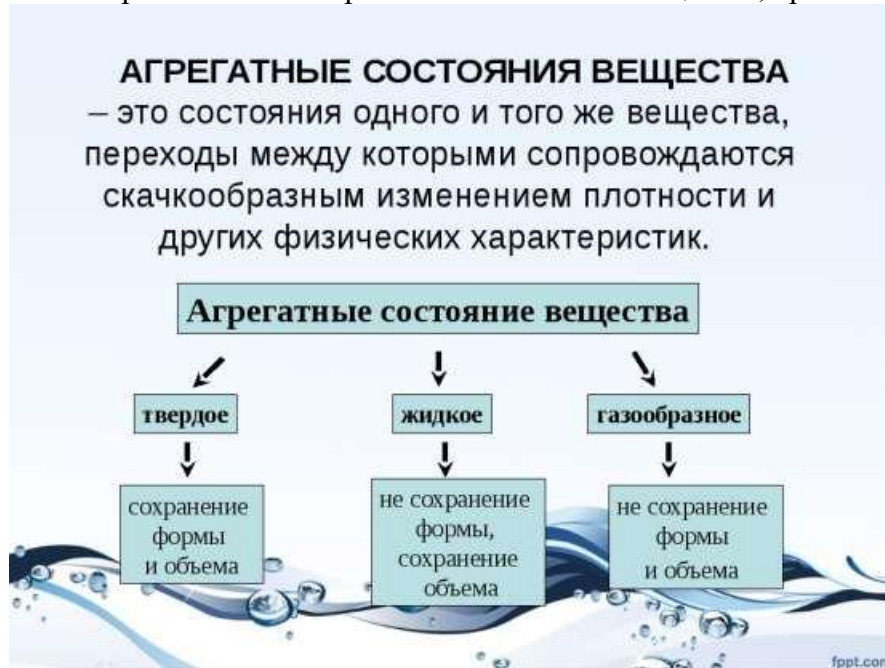 АГРЕГАТНЫЕ СОСТОЯНИЯ ВЕЩЕСТВА
– это состояния одного и того же вещества,
переходы между которыми сопровождаются
скачкообразным изменением плотности и
других физических характеристик.
Агрегатные состояние вещества
твердое
жидкое
газообразное
сохранение
формы
и объема
не сохранение
формы,
сохранение
объема
не сохранение
формы
и объема
fppt.com